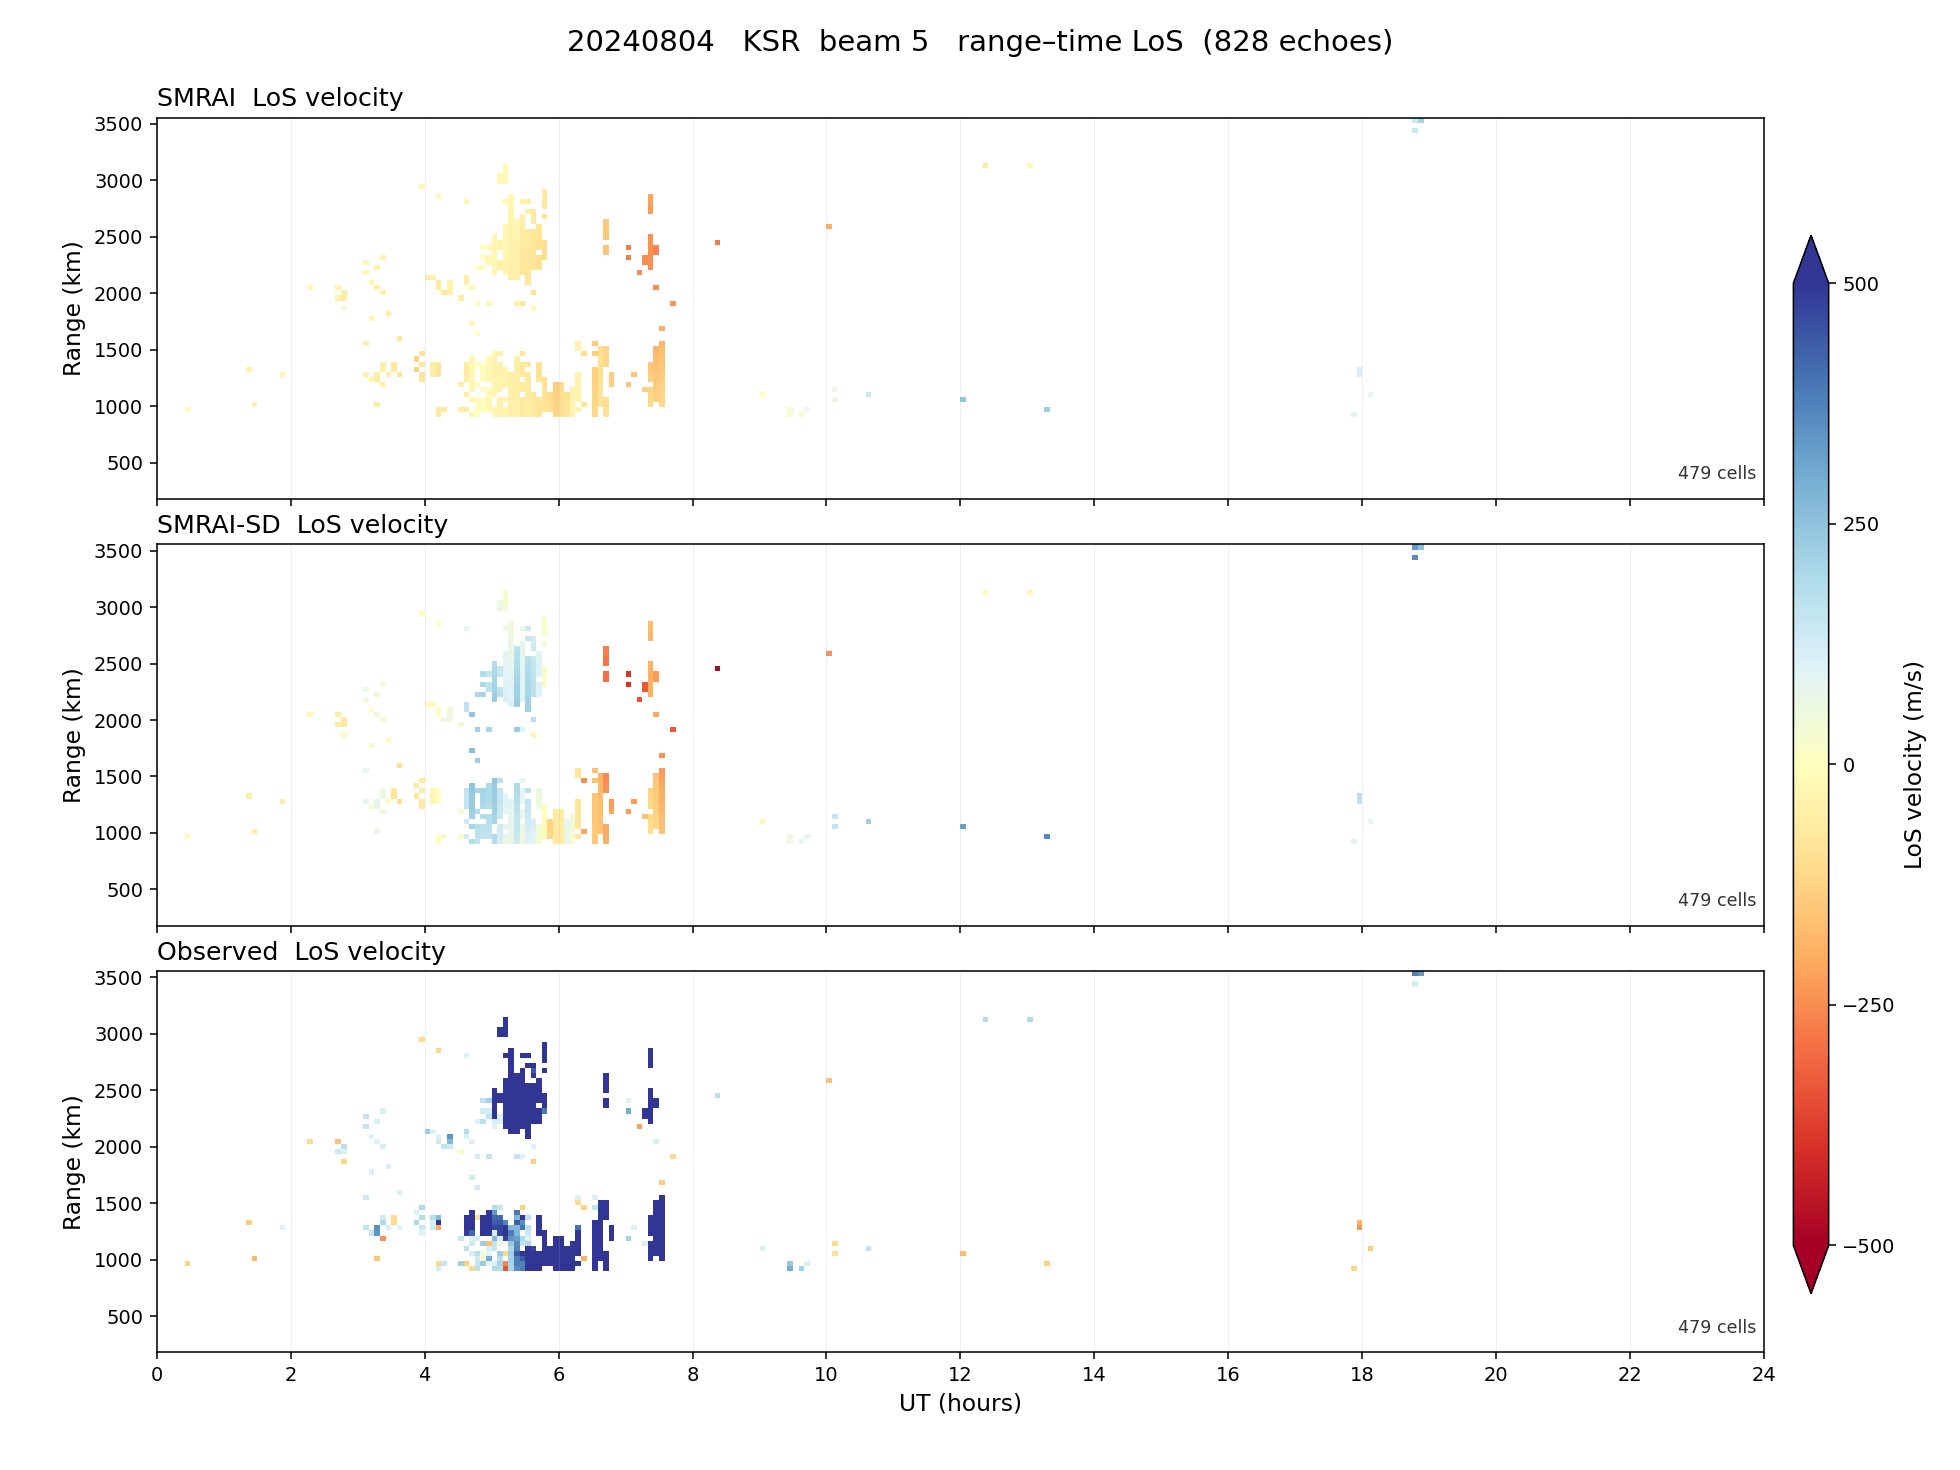 20240804   KSR  beam 5   range–time LoS  (828 echoes)
SMRAI  LoS velocity
3500
3000
2500
2000
1500
1000
500
Range (km)
479 cells
SMRAI-SD  LoS velocity
3500
3000
2500
2000
1500
1000
500
Range (km)
479 cells
Observed  LoS velocity
3500
3000
2500
2000
1500
1000
500
Range (km)
479 cells
0 2 4 6 8 10 12 14 16 18 20 22 24
UT (hours)
500
250
0
−250
−500
LoS velocity (m/s)